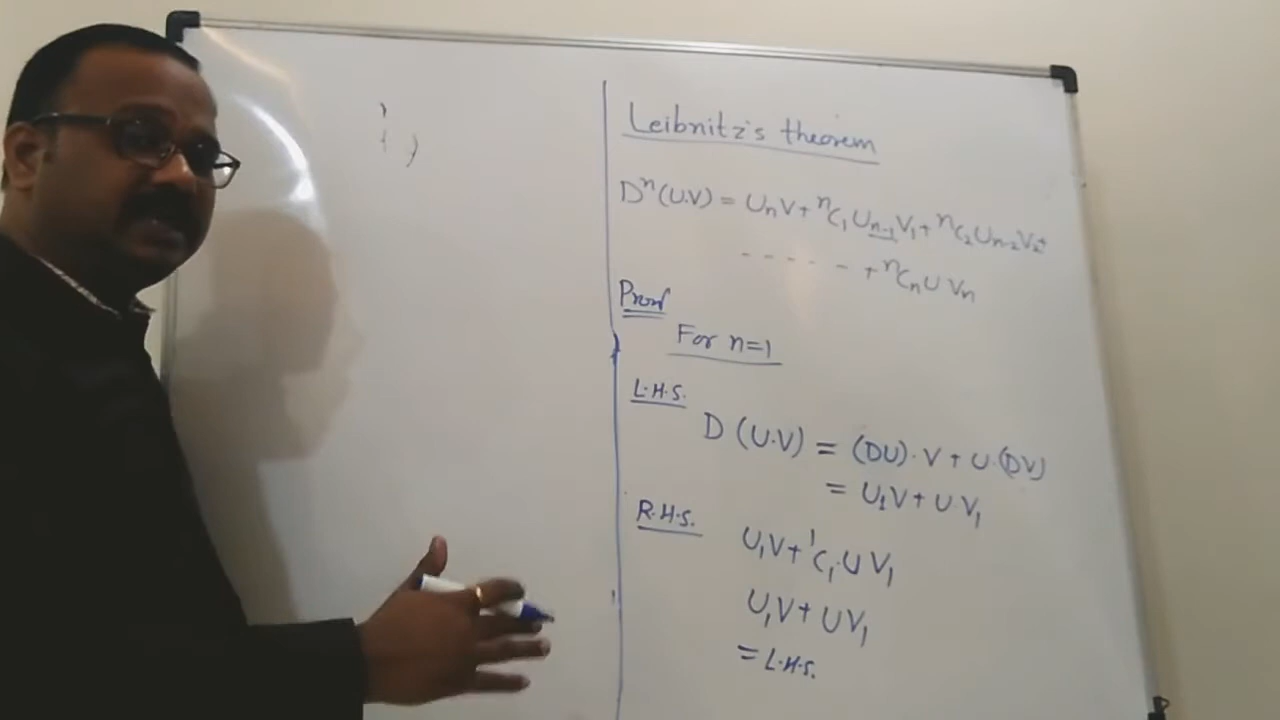 Leibnitz's theorem
Dⁿ(U.V) = UₙV + ⁿC₁Uₙ₋₁V₁ + ⁿC₂Uₙ₋₂V₂+
- - - - - - + ⁿCₙ U Vₙ
Proof
For n=1
L.H.S.
D (U.V) = (DU). V + U.(DV)
= U₁V + U.V₁
R.H.S.
U₁V + ¹C₁.U V₁
U₁V + UV₁
= L.H.S.